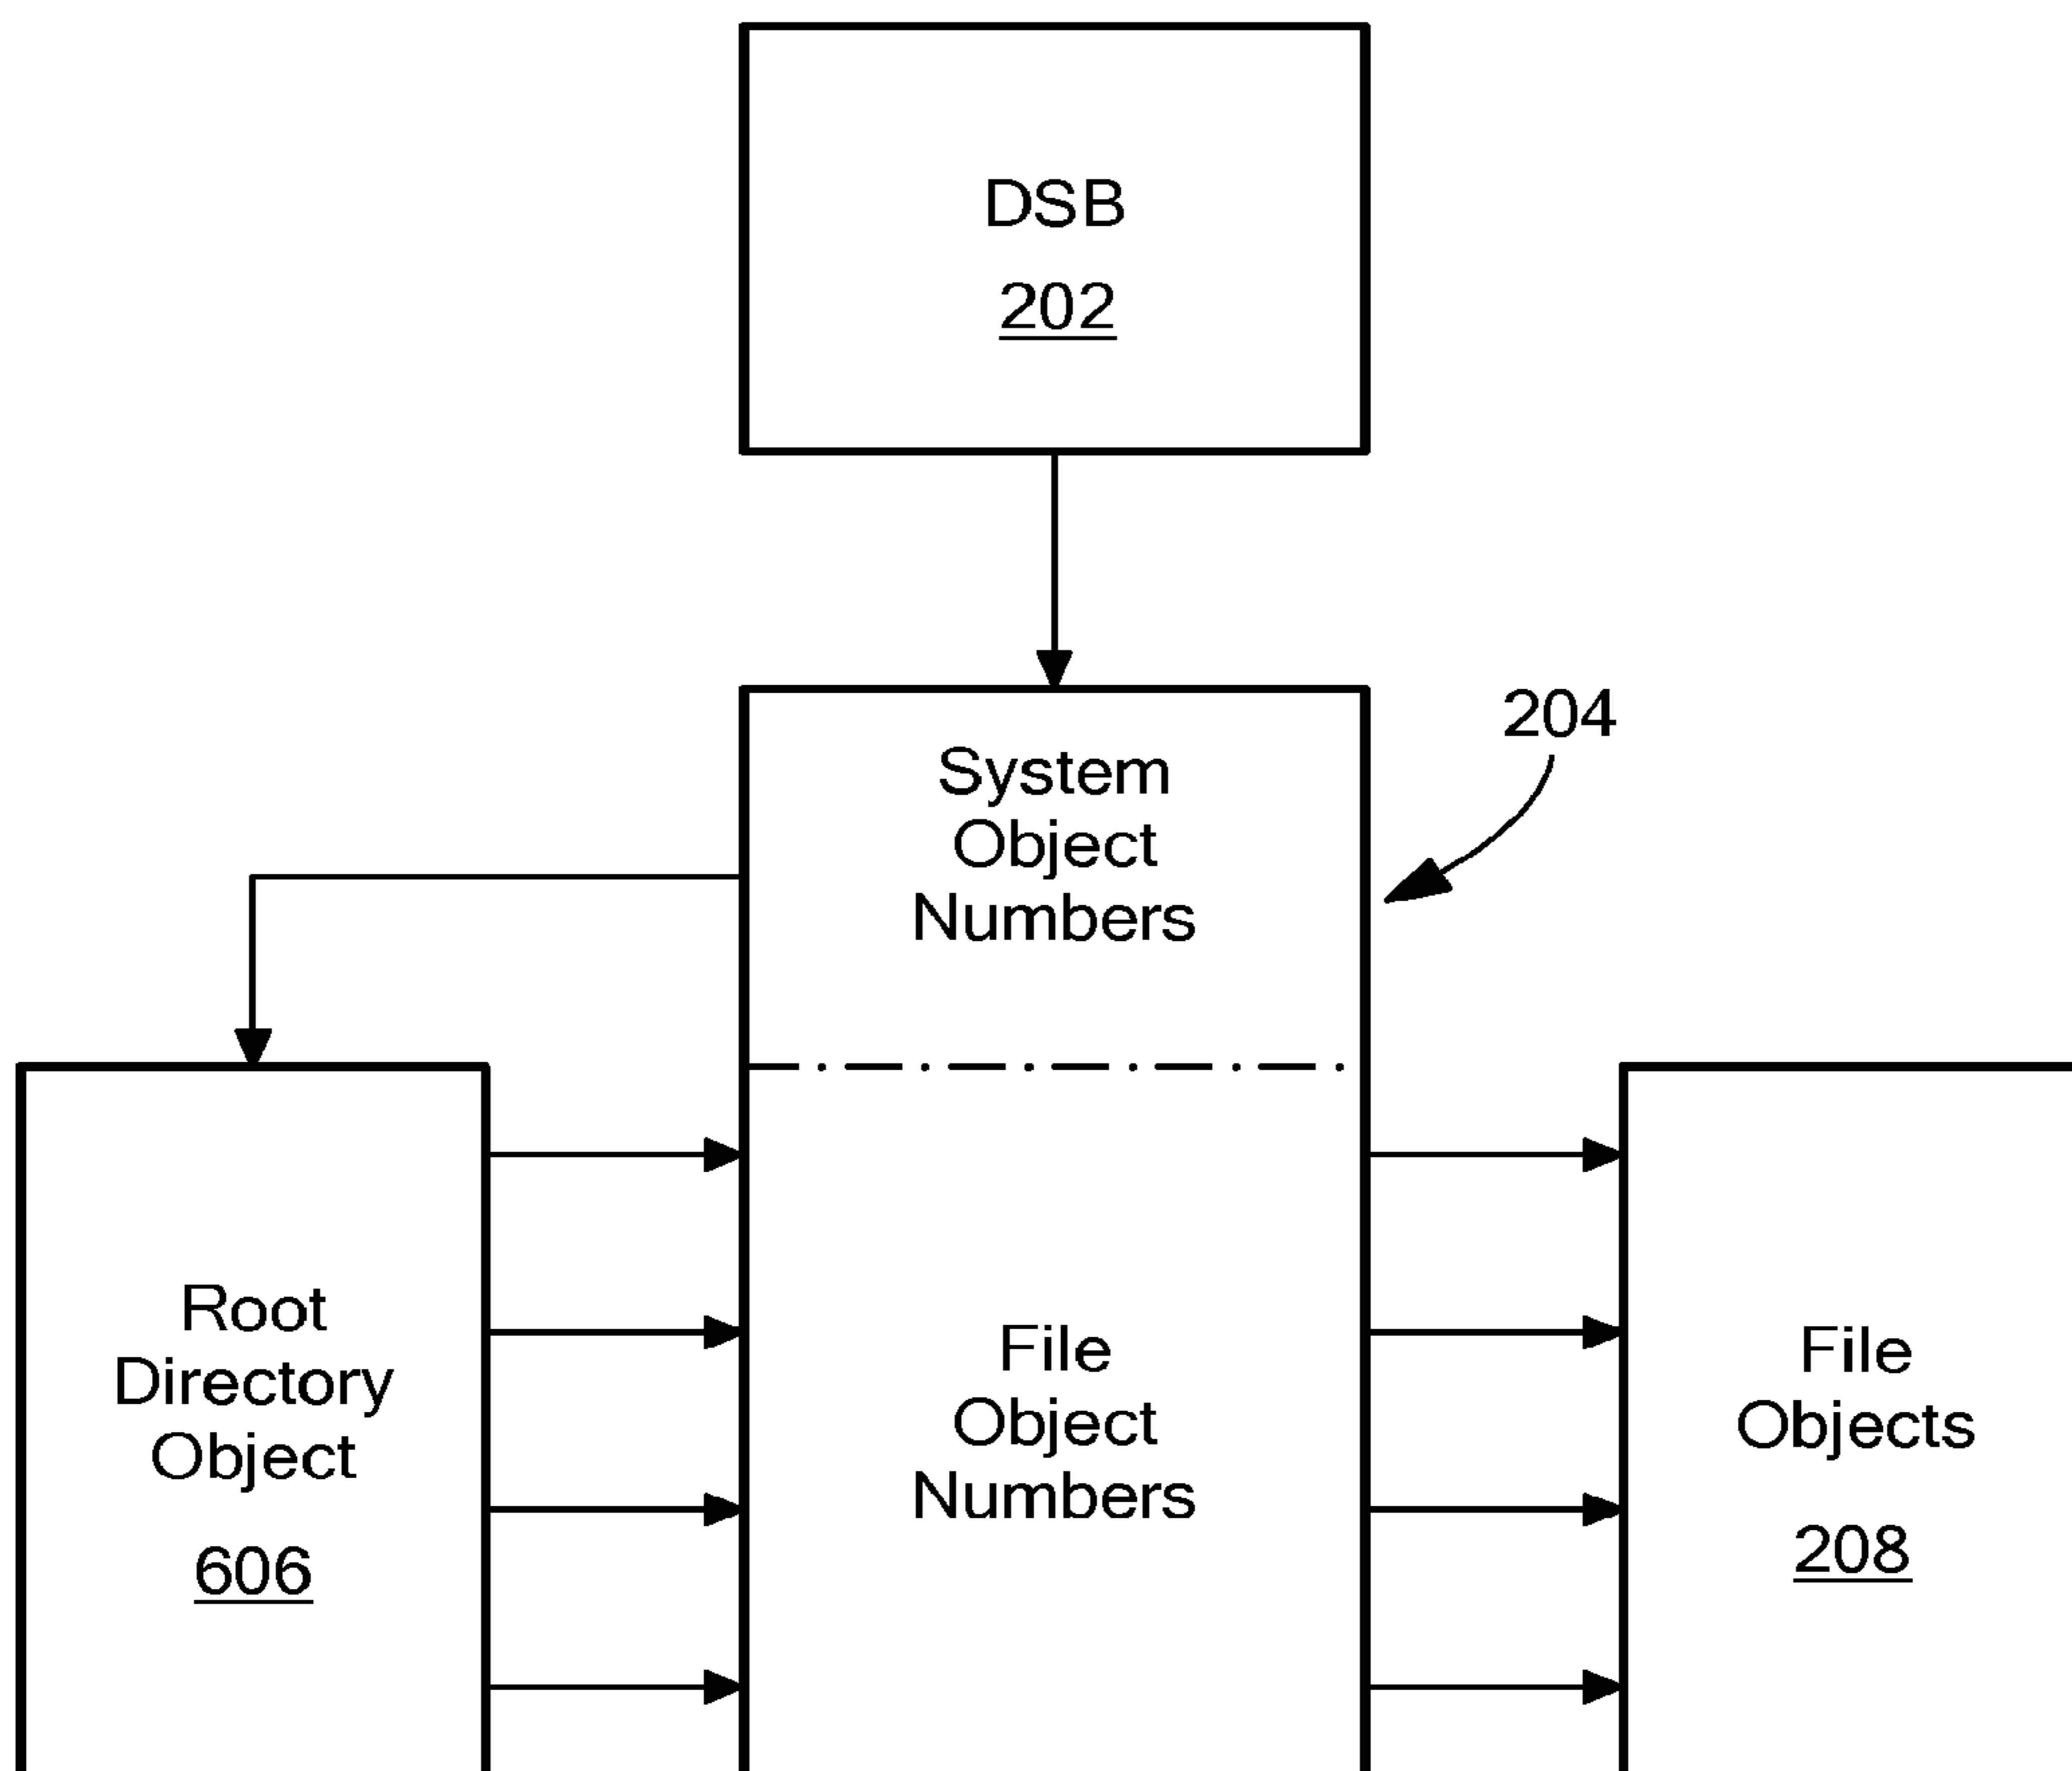 DSB
202
204
System
Object
Numbers
Root
Directory
Object
606
File
Object
Numbers
File
Objects
208